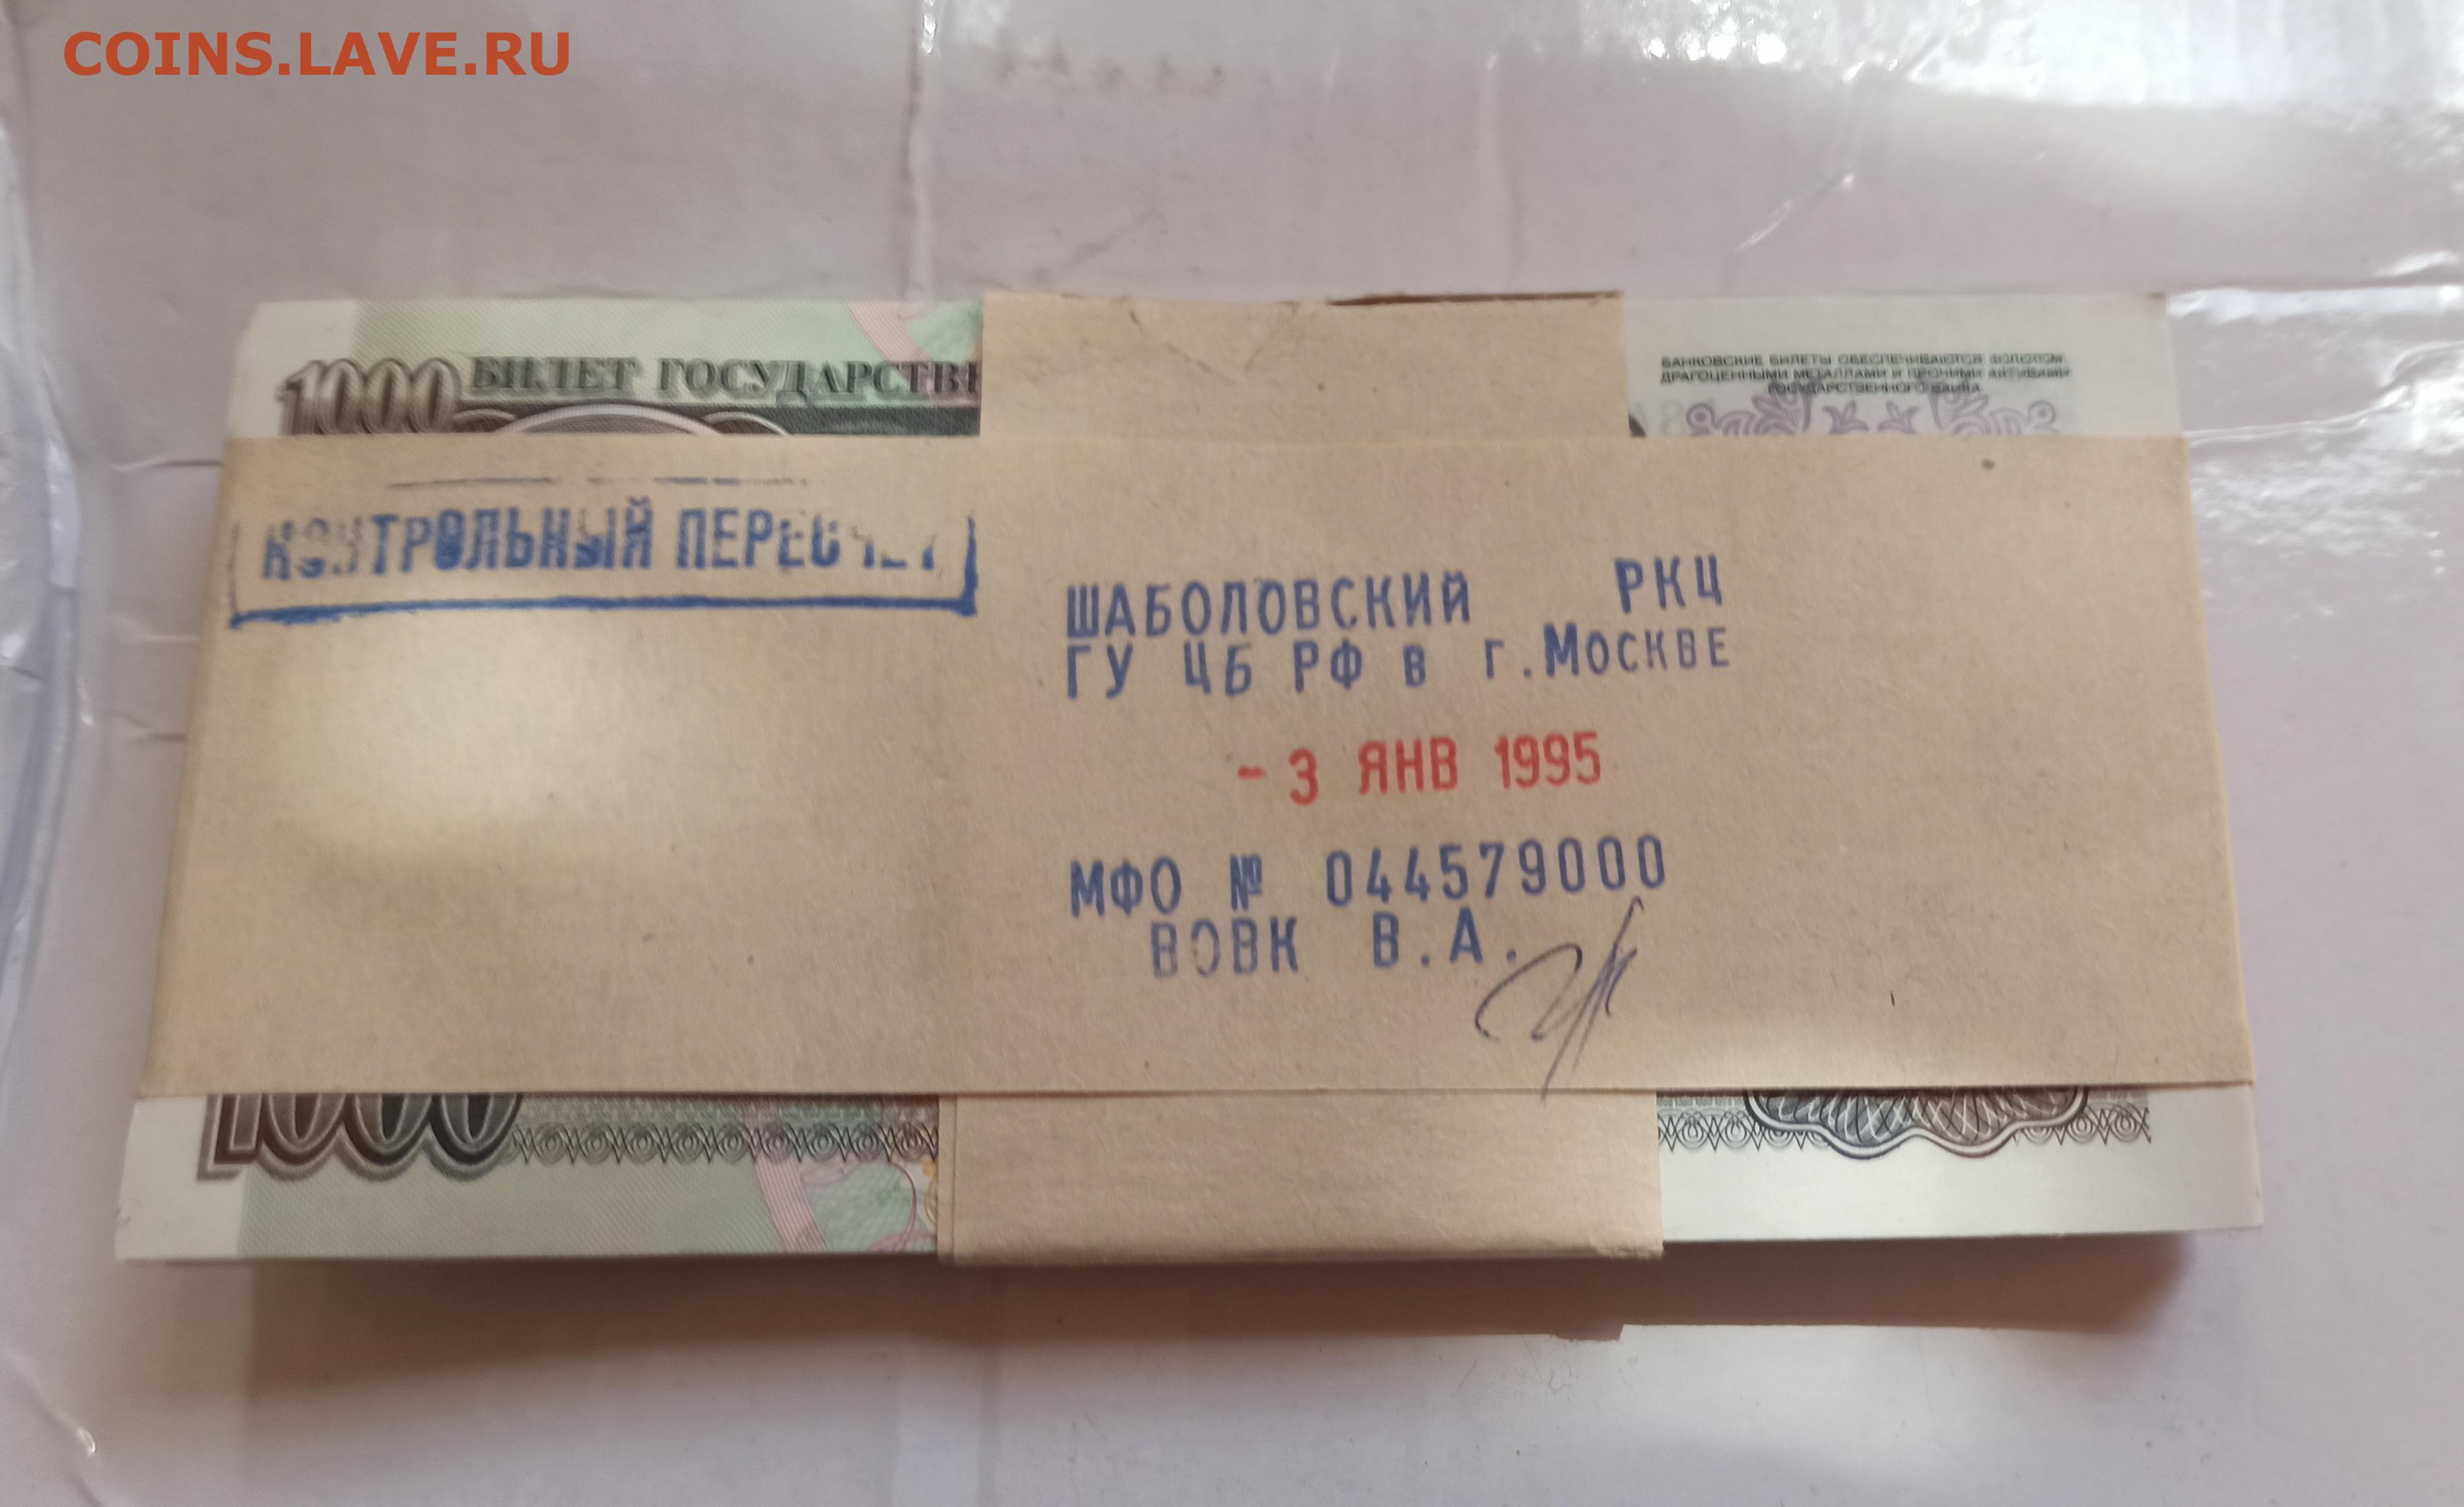 COINS.LAVE.RU
1000 БИЛЕТ ГОСУДАРСТВЕ
БАНКОВСКИЕ БИЛЕТЫ ОБЕСПЕЧИВАЮТСЯ ЗОЛОТОМ,
ДРАГОЦЕННЫМИ МЕТАЛЛАМИ И ПРОЧИМИ АКТИВАМИ
ГОСУДАРСТВЕННОГО БАНКА
КОНТРОЛЬНЫЙ ПЕРЕСЧЕТ
ШАБОЛОВСКИЙ РКЦ
ГУ ЦБ РФ в г.МОСКВЕ
- 3 ЯНВ 1995
МФО № 044579000
ВОВК В.А.
1000